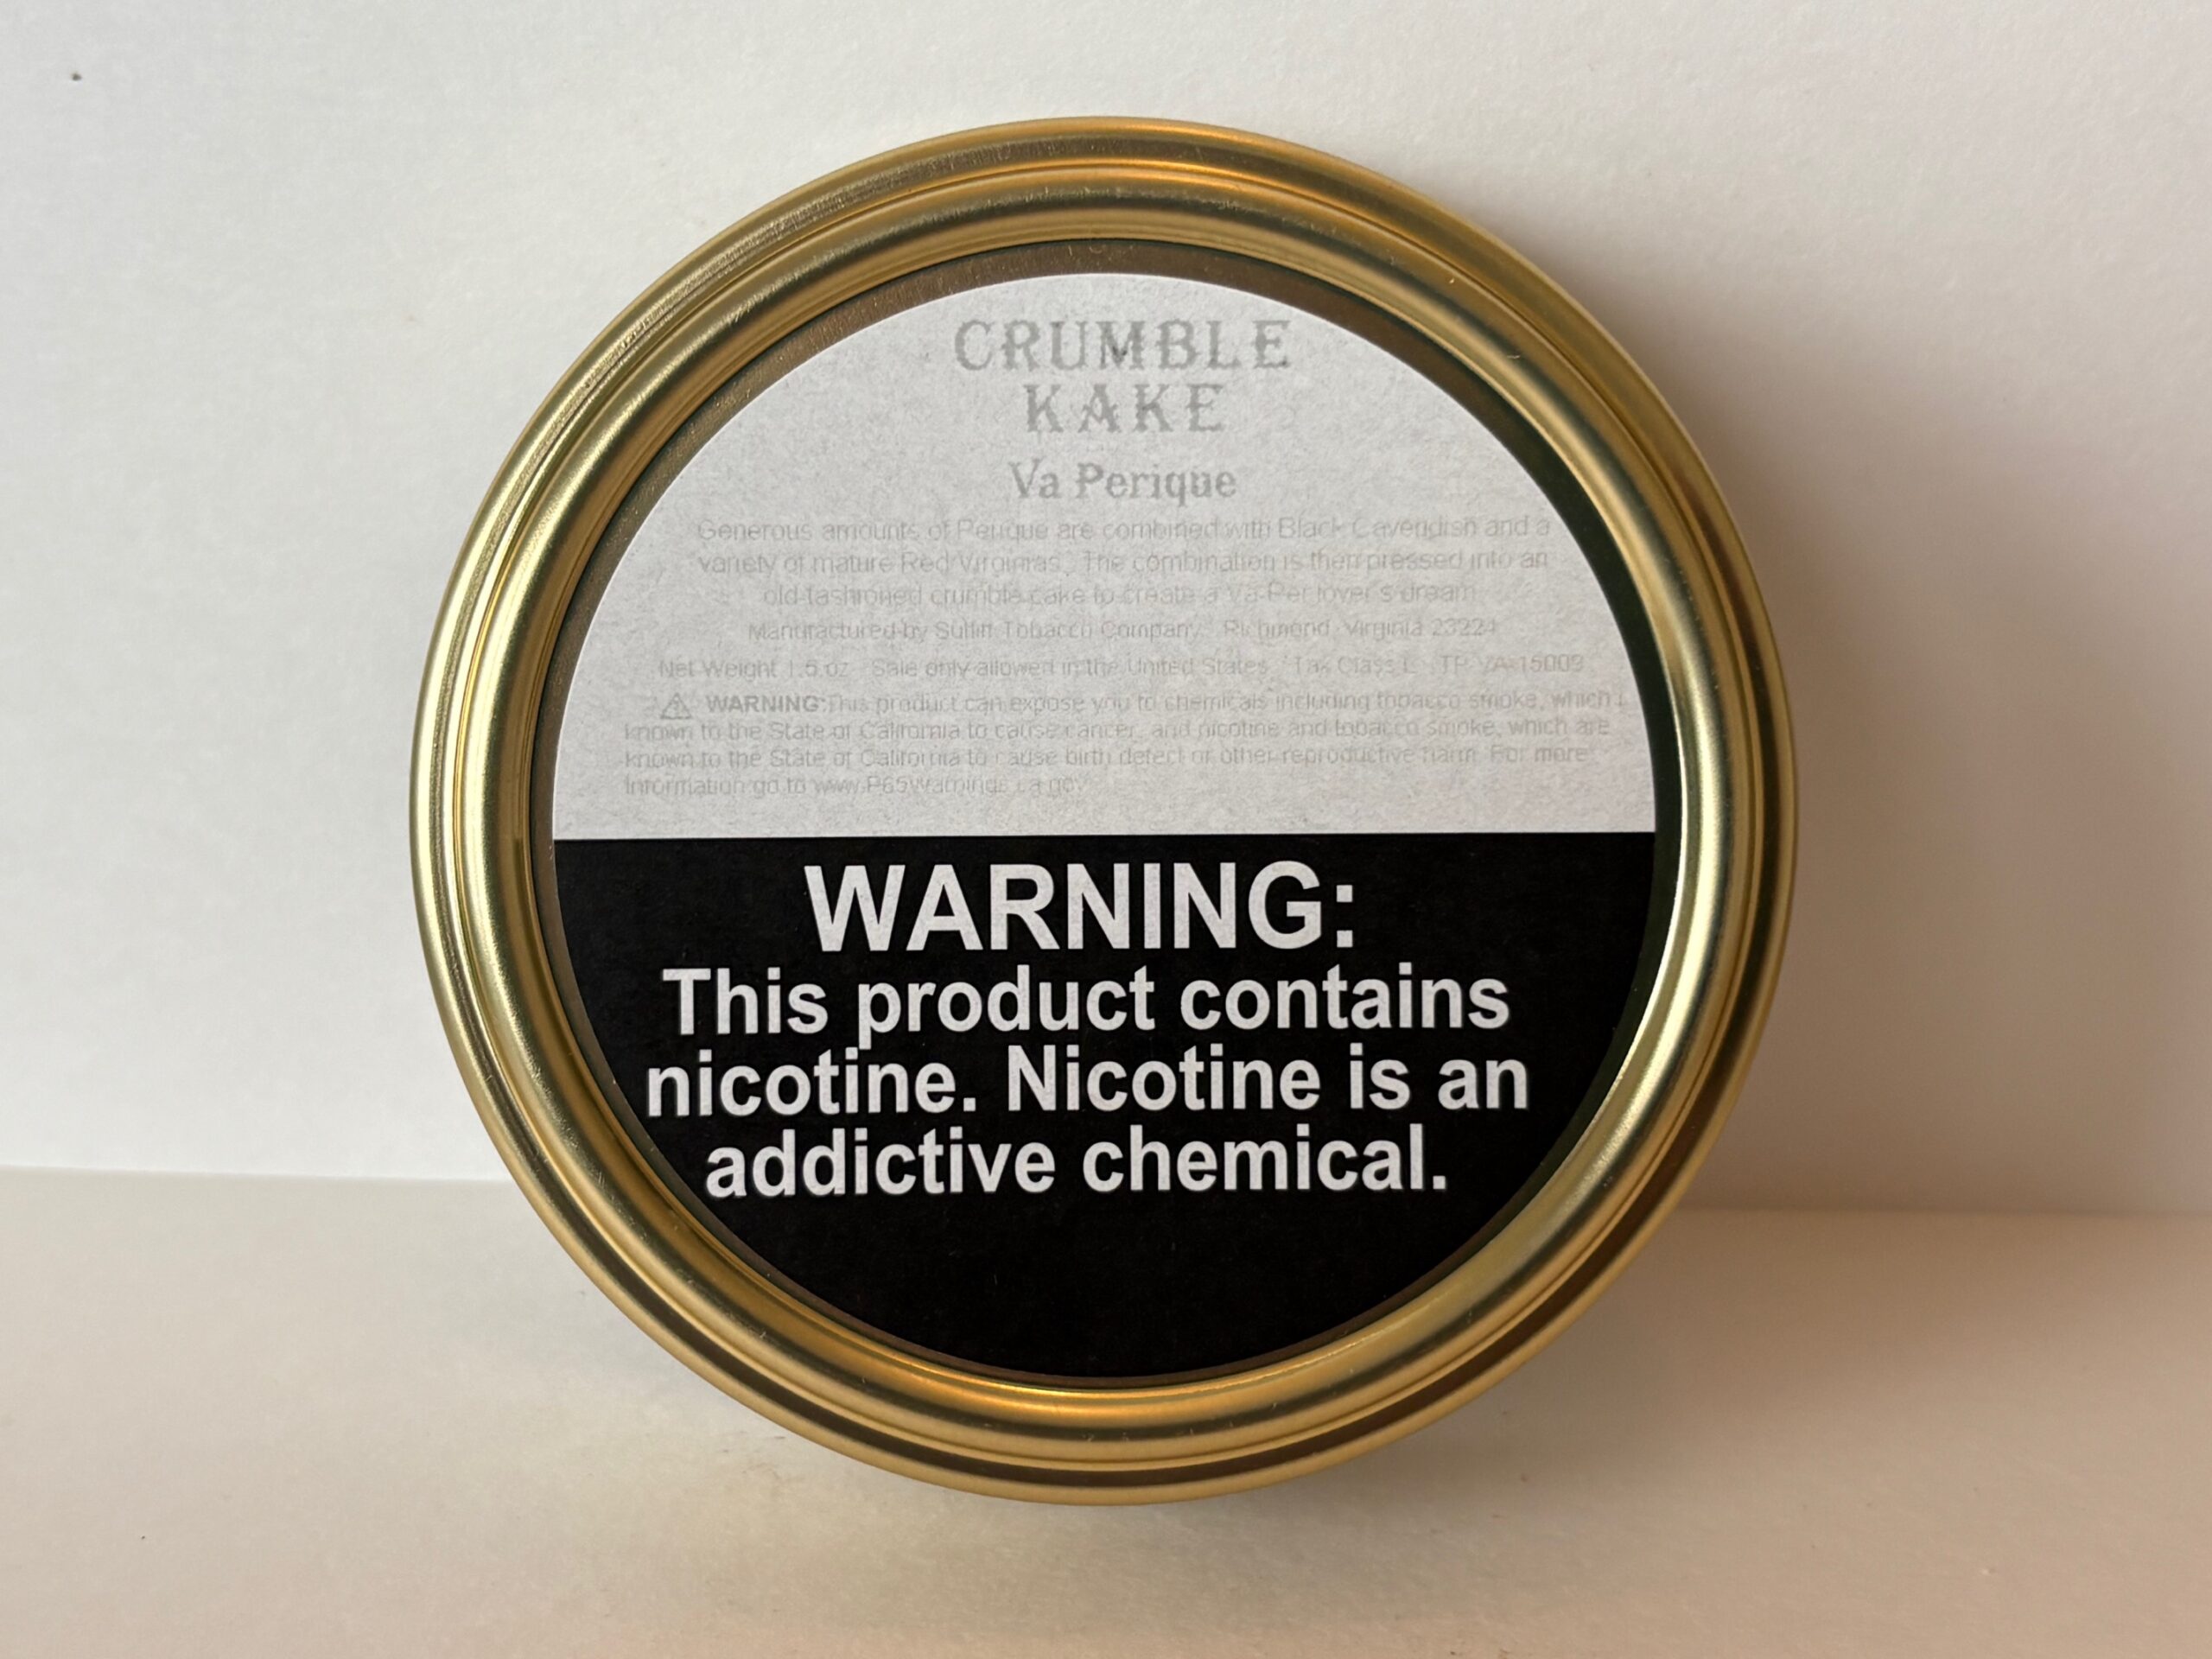 CRUMBLE
KAKE
Va Perique
Generous amounts of Perique are combined with Black Cavendish and a
variety of mature Red Virginias. The combination is then pressed into an
old-fashioned crumble cake to create a Va-Per lover's dream.
Manufactured by Sutliff Tobacco Company, Richmond, Virginia 23224
Net Weight 1.5 oz Sale only allowed in the United States Tax Class L TP-VA-15009
WARNING: This product can expose you to chemicals including tobacco smoke, which
known to the State of California to cause cancer, and nicotine and tobacco smoke, which are
known to the State of California to cause birth defect or other reproductive harm. For more
information go to www.P65Warnings.ca.gov
WARNING:
This product contains
nicotine. Nicotine is an
addictive chemical.